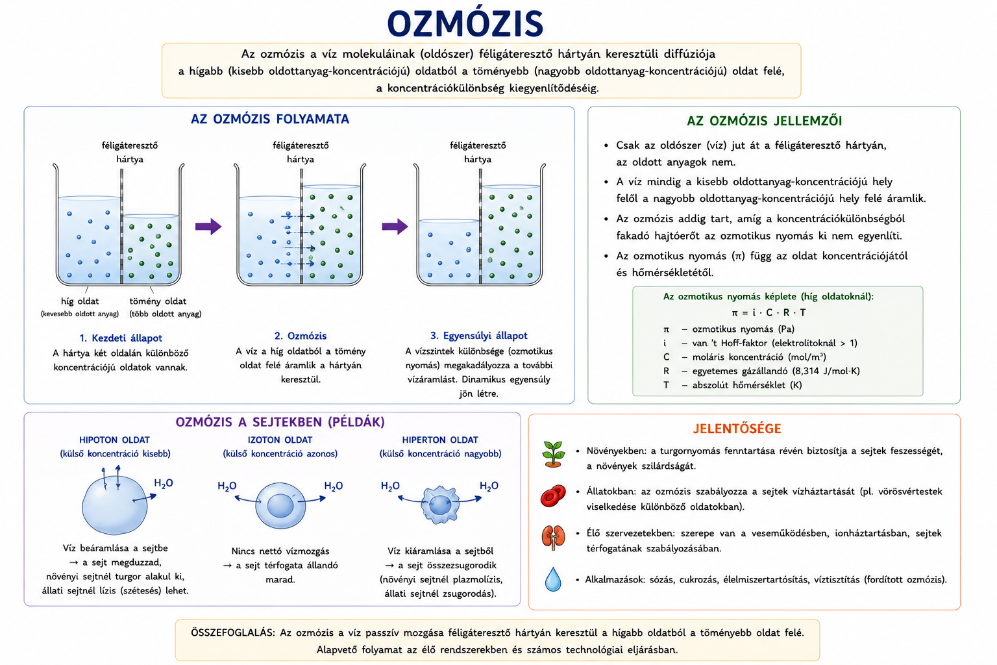 OZMÓZIS
Az ozmózis a víz molekuláinak (oldószer) féligáteresztő hártyán keresztüli diffúziója
a hígabb (kisebb oldottanyag-koncentrációjú) oldatból a töményebb (nagyobb oldottanyag-koncentrációjú) oldat felé,
a koncentrációkülönbség kiegyenlítődéséig.
AZ OZMÓZIS FOLYAMATA
féligáteresztő
hártya
féligáteresztő
hártya
féligáteresztő
hártya
híg oldat
(kevesebb oldott anyag)
tömény oldat
(több oldott anyag)
1. Kezdeti állapot
A hártya két oldalán különböző
koncentrációjú oldatok vannak.
2. Ozmózis
A víz a híg oldatból a tömény
oldat felé áramlik a hártyán
keresztül.
3. Egyensúlyi állapot
A vízszintek különbsége (ozmotikus
nyomás) megakadályozza a további
vízáramlást. Dinamikus egyensúly
jön létre.
AZ OZMÓZIS JELLEMZŐI
• Csak az oldószer (víz) jut át a féligáteresztő hártyán,
az oldott anyagok nem.
• A víz mindig a kisebb oldottanyag-koncentrációjú hely
felől a nagyobb oldottanyag-koncentrációjú hely felé áramlik.
• Az ozmózis addig tart, amíg a koncentrációkülönbségból
fakadó hajtóerőt az ozmotikus nyomás ki nem egyenlíti.
• Az ozmotikus nyomás (π) függ az oldat koncentrációjától
és hőmérsékletétől.
Az ozmotikus nyomás képlete (híg oldatoknál):
π = i · C · R · T
π – ozmotikus nyomás (Pa)
i – van 't Hoff-faktor (elektrolitoknál > 1)
C – moláris koncentráció (mol/m³)
R – egyetemes gázállandó (8,314 J/mol·K)
T – abszolút hőmérséklet (K)
OZMÓZIS A SEJTEKBEN (PÉLDÁK)
HIPOTON OLDAT
(külső koncentráció kisebb)
H₂O
Víz beáramlása a sejtbe
→ a sejt megduzzad,
növényi sejtnél turgor alakul ki,
állati sejtnél lízis (szétesés) lehet.
IZOTON OLDAT
(külső koncentráció azonos)
H₂O H₂O
Nincs nettó vízmozgás
→ a sejt térfogata állandó
marad.
HIPERTON OLDAT
(külső koncentráció nagyobb)
H₂O H₂O
Víz kiáramlása a sejtből
→ a sejt összezsugorodik
(növényi sejtnél plazmolízis,
állati sejtnél zsugorodás).
JELENTŐSÉGE
• Növényekben: a turgornyomás fenntartása révén biztosítja a sejtek feszességét,
a növények szilárdságát.
• Állatokban: az ozmózis szabályozza a sejtek vízháztartását (pl. vörösvértestek
viselkedése különböző oldatokban).
• Élő szervezetekben: szerepe van a veseműködésben, ionháztartásban, sejtek
térfogatának szabályozásában.
• Alkalmazások: sózás, cukrozás, élelmiszertartósítás, víztisztítás (fordított ozmózis).
ÖSSZEFOGLALÁS: Az ozmózis a víz passzív mozgása féligáteresztő hártyán keresztül a hígabb oldatból a töményebb oldat felé.
Alapvető folyamat az élő rendszerekben és számos technológiai eljárásban.